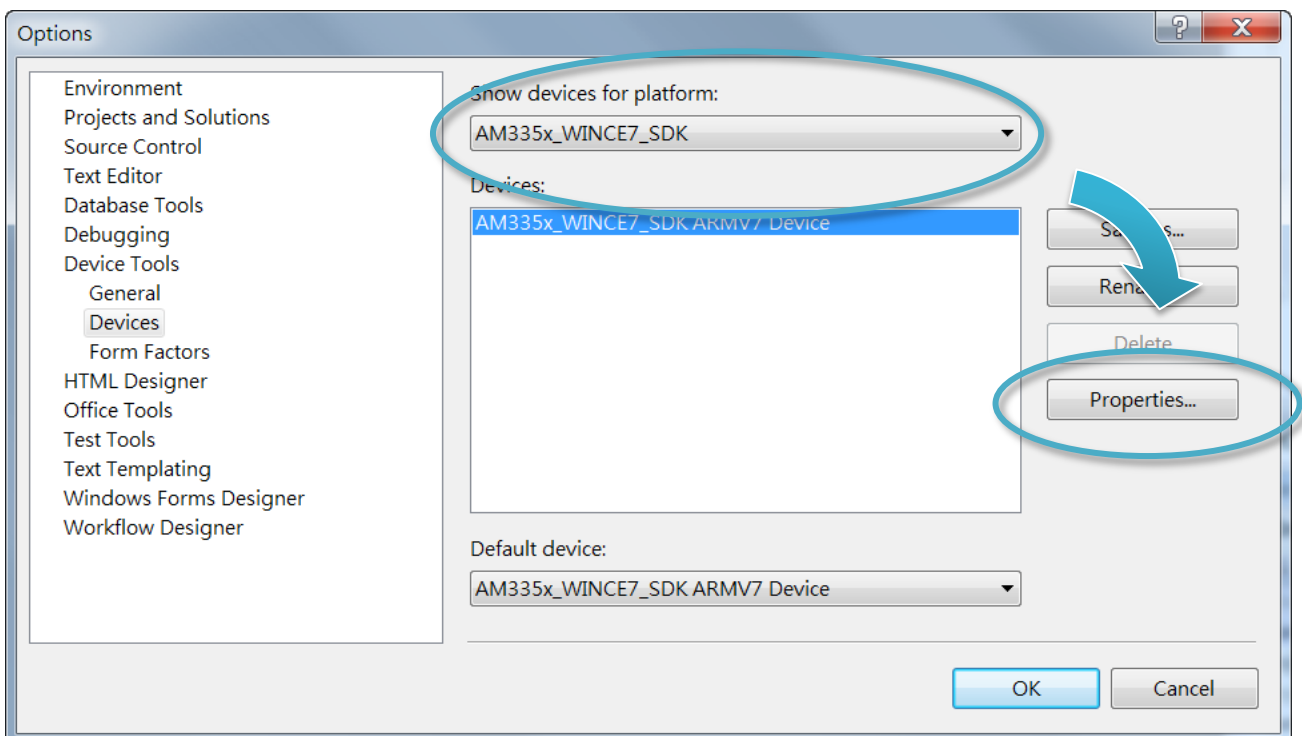 Options
Environment
Projects and Solutions
Source Control
Text Editor
Database Tools
Debugging
Device Tools
General
Devices
Form Factors
HTML Designer
Office Tools
Test Tools
Text Templating
Windows Forms Designer
Workflow Designer
Show devices for platform:
AM335x_WINCE7_SDK
Devices:
AM335x_WINCE7_SDK ARMV7 Device
Delete
Properties...
Default device:
AM335x_WINCE7_SDK ARMV7 Device
OK
Cancel